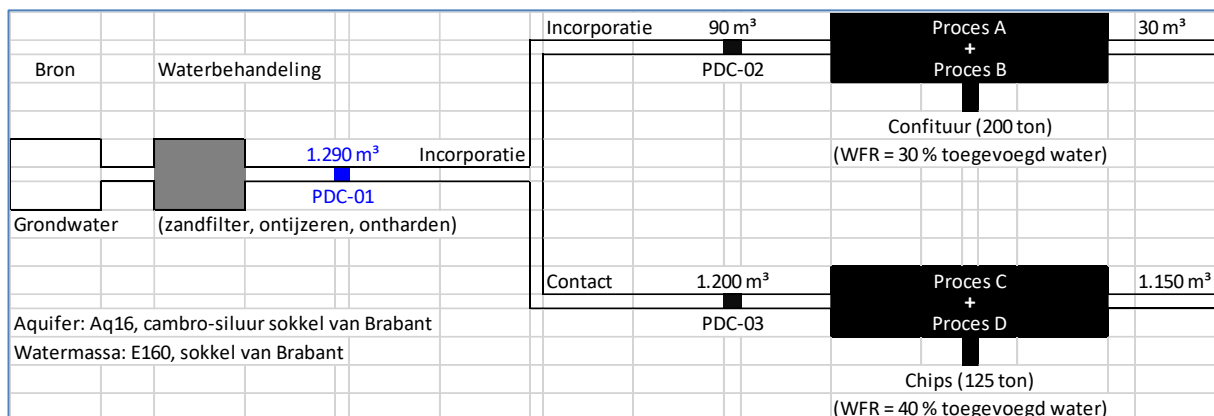 Incorporatie 90 m³ Proces A 30 m³
+
Bron Waterbehandeling PDC-02 Proces B
Confituur (200 ton)
1.290 m³ Incorporatie (WFR = 30 % toegevoegd water)
PDC-01
Grondwater (zandfilter, ontijzeren, ontharden)
Contact 1.200 m³ Proces C 1.150 m³
+
Aquifer: Aq16, cambro-siluur sokkel van Brabant PDC-03 Proces D
Watermassa: E160, sokkel van Brabant
Chips (125 ton)
(WFR = 40 % toegevoegd water)